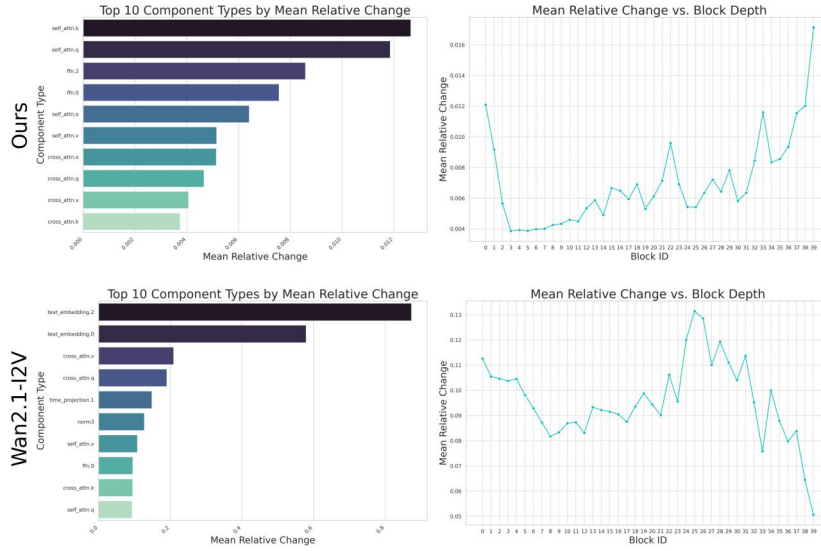 Ours
Top 10 Component Types by Mean Relative Change
Component Type
self_attn.k
self_attn.q
ffn.2
ffn.0
self_attn.o
self_attn.v
cross_attn.o
cross_attn.q
cross_attn.v
cross_attn.k
0.000 0.002 0.004 0.006 0.008 0.010 0.012
Mean Relative Change
Mean Relative Change vs. Block Depth
Mean Relative Change
0.016
0.014
0.012
0.010
0.008
0.006
0.004
0 1 2 3 4 5 6 7 8 9 10 11 12 13 14 15 16 17 18 19 20 21 22 23 24 25 26 27 28 29 30 31 32 33 34 35 36 37 38 39
Block ID
Wan2.1-I2V
Top 10 Component Types by Mean Relative Change
Component Type
text_embedding.2
text_embedding.0
cross_attn.v
cross_attn.q
time_projection.1
norm3
self_attn.v
ffn.0
cross_attn.k
self_attn.q
0.0 0.2 0.4 0.6 0.8
Mean Relative Change
Mean Relative Change vs. Block Depth
Mean Relative Change
0.13
0.12
0.11
0.10
0.09
0.08
0.07
0.06
0.05
0 1 2 3 4 5 6 7 8 9 10 11 12 13 14 15 16 17 18 19 20 21 22 23 24 25 26 27 28 29 30 31 32 33 34 35 36 37 38 39
Block ID